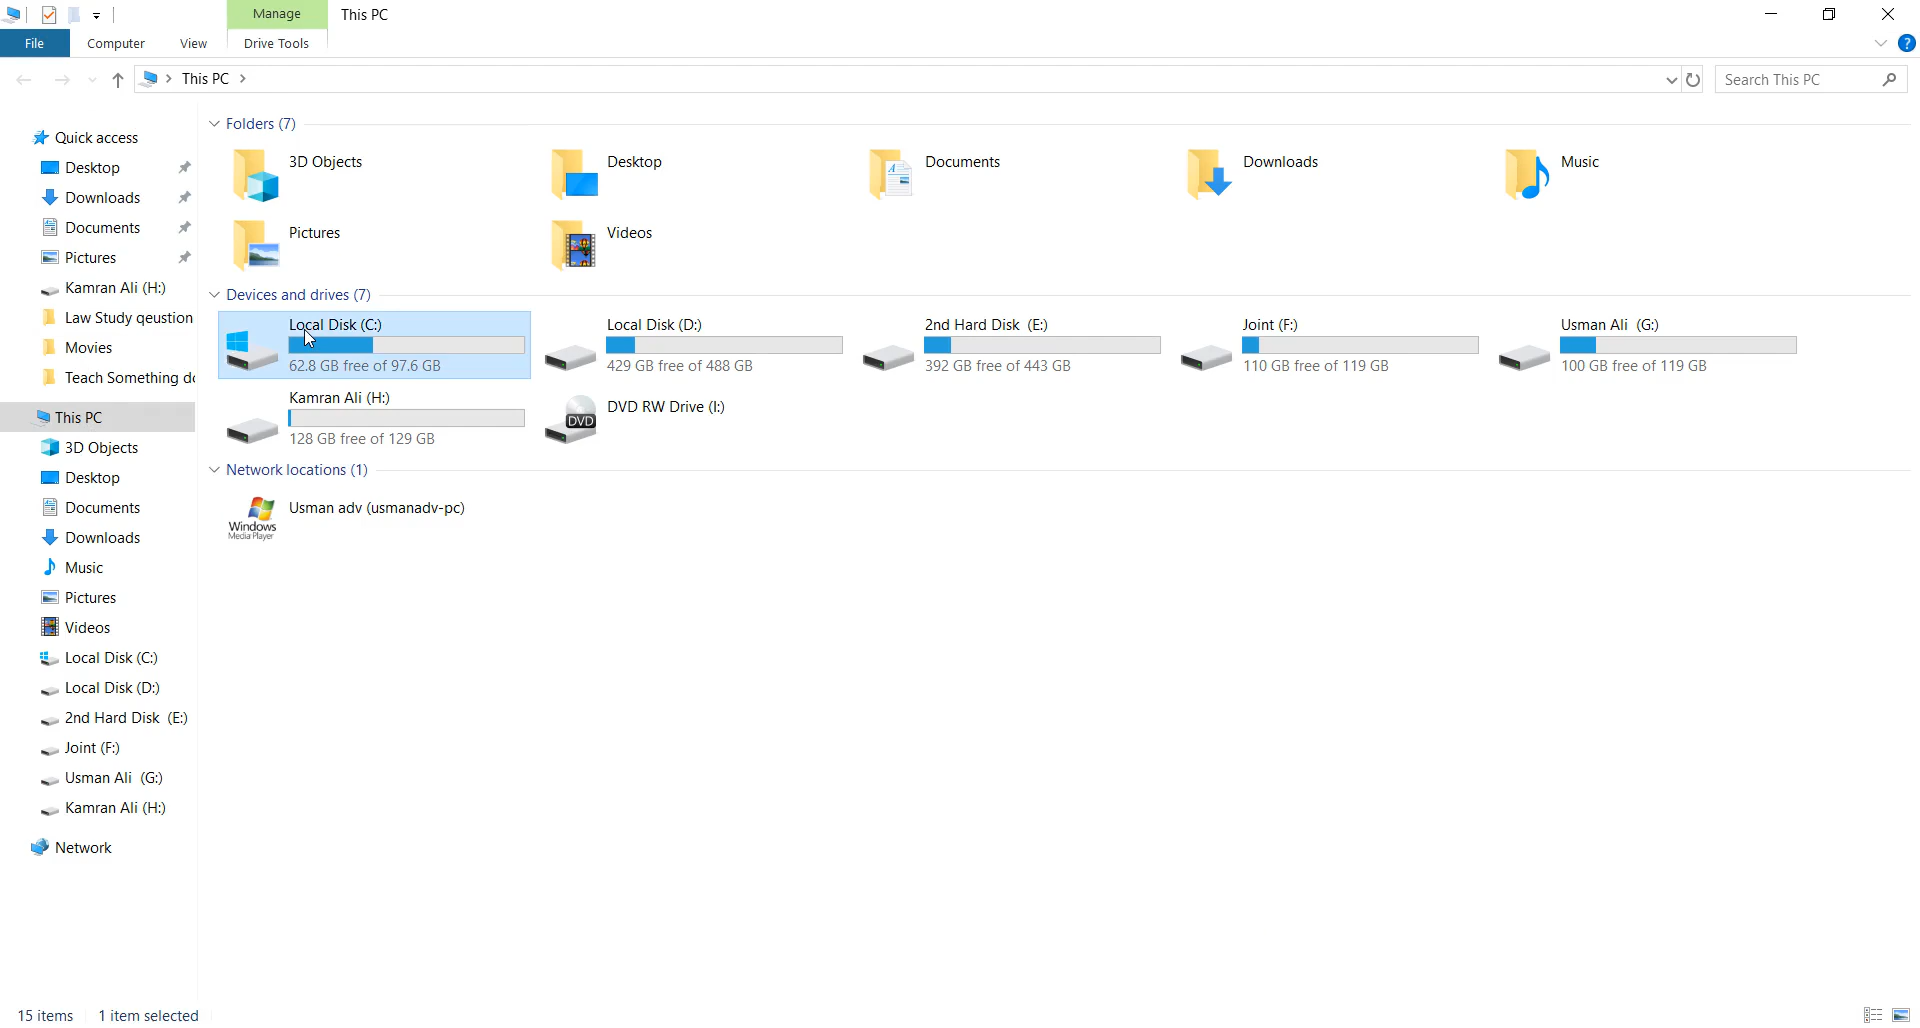 Manage
This PC
File
Computer
View
Drive Tools
This PC
Search This PC
Quick access
Desktop
Downloads
Documents
Pictures
Kamran Ali (H:)
Law Study qeustion
Movies
Teach Something
This PC
3D Objects
Desktop
Documents
Downloads
Music
Pictures
Videos
Local Disk (C:)
Local Disk (D:)
2nd Hard Disk (E:)
Joint (F:)
Usman Ali (G:)
Kamran Ali (H:)
Network
Folders (7)
3D Objects
Desktop
Documents
Downloads
Music
Pictures
Videos
Devices and drives (7)
Local Disk (C:)
62.8 GB free of 97.6 GB
Local Disk (D:)
429 GB free of 488 GB
2nd Hard Disk (E:)
392 GB free of 443 GB
Joint (F:)
110 GB free of 119 GB
Usman Ali (G:)
100 GB free of 119 GB
Kamran Ali (H:)
128 GB free of 129 GB
DVD
DVD RW Drive (I:)
Network locations (1)
Windows
Media Player
Usman adv (usmanadv-pc)
15 items
1 item selected